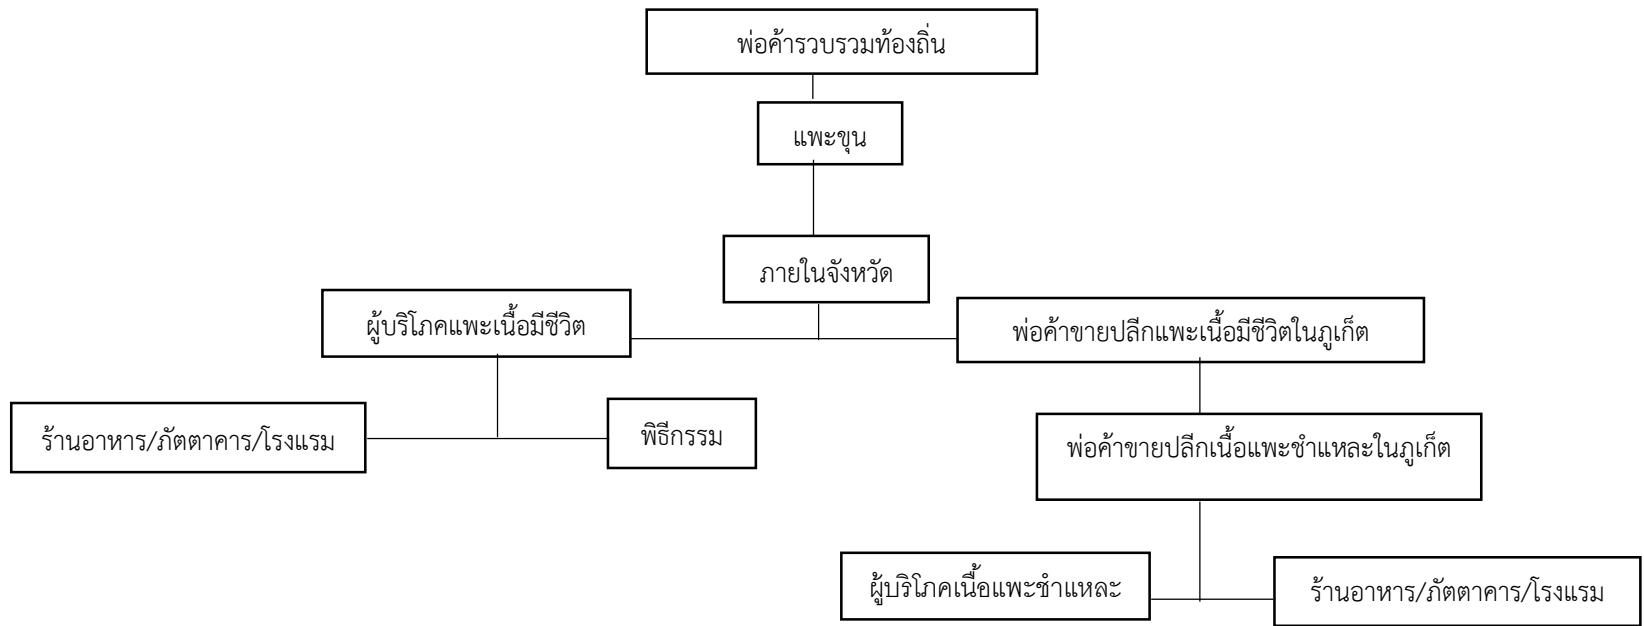 พ่อค้ารวบรวมท้องถิ่น
แพะขุน
ภายในจังหวัด
ผู้บริโภคแพะเนื้อมีชีวิต
พ่อค้าขายปลีกแพะเนื้อมีชีวิตในภูเก็ต
ร้านอาหาร/ภัตตาคาร/โรงแรม
พิธีกรรม
พ่อค้าขายปลีกเนื้อแพะชำแหละในภูเก็ต
ผู้บริโภคเนื้อแพะชำแหละ
ร้านอาหาร/ภัตตาคาร/โรงแรม